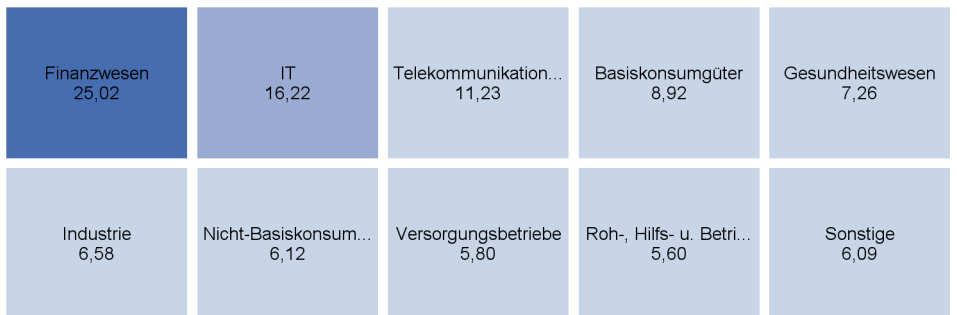 Finanzwesen
25,02
IT
16,22
Telekommunikation...
11,23
Basiskonsumgüter
8,92
Gesundheitswesen
7,26
Industrie
6,58
Nicht-Basiskonsum...
6,12
Versorgungsbetriebe
5,80
Roh-, Hilfs- u. Betri...
5,60
Sonstige
6,09